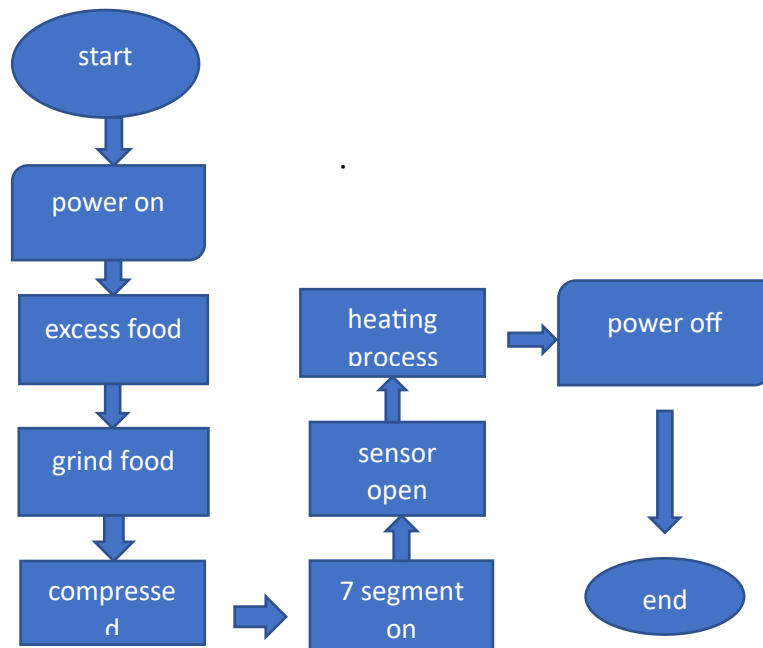 start
power on
excess food
grind food
compresse
d
7 segment
on
sensor
open
heating
process
power off
end